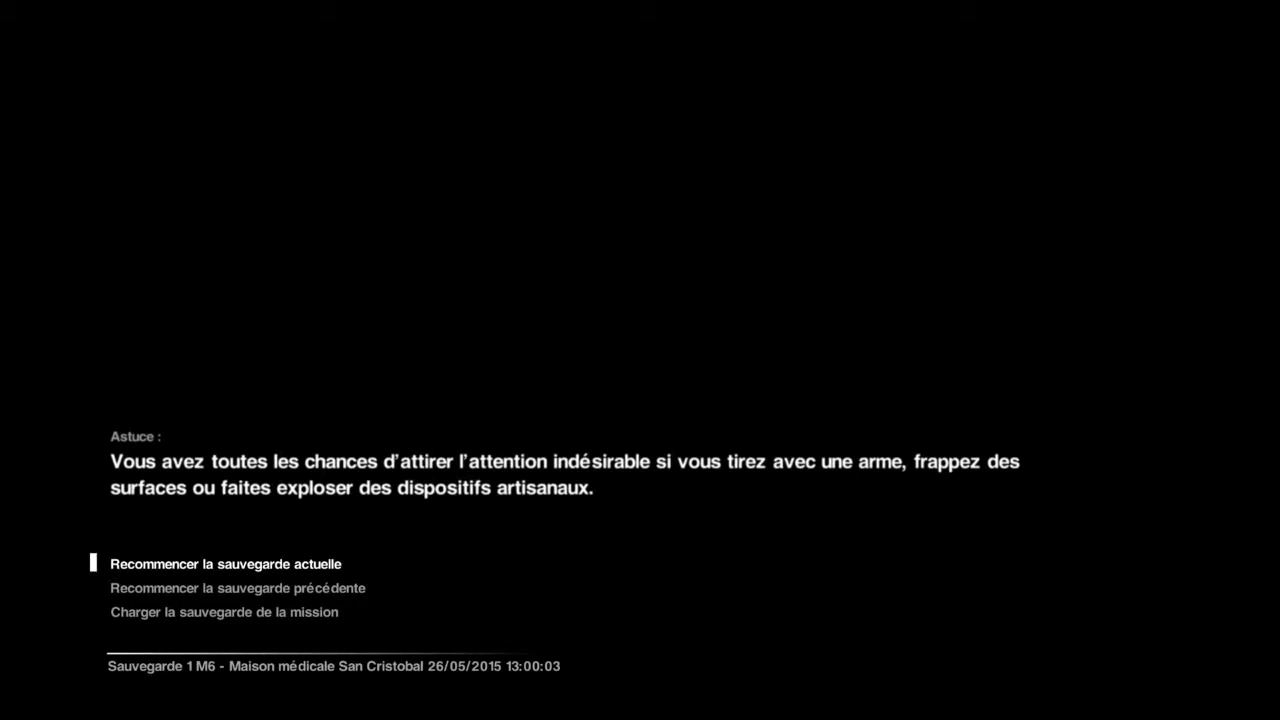 Astuce :
Vous avez toutes les chances d’attirer l’attention indésirable si vous tirez avec une arme, frappez des
surfaces ou faites exploser des dispositifs artisanaux.
Recommencer la sauvegarde actuelle
Recommencer la sauvegarde précédente
Charger la sauvegarde de la mission
Sauvegarde 1 M6 - Maison médicale San Cristobal 26/05/2015 13:00:03